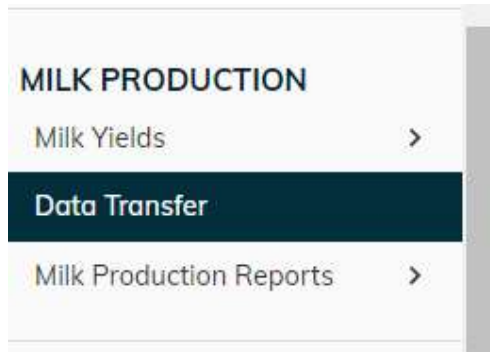 MILK PRODUCTION
Milk Yields
Data Transfer
Milk Production Reports